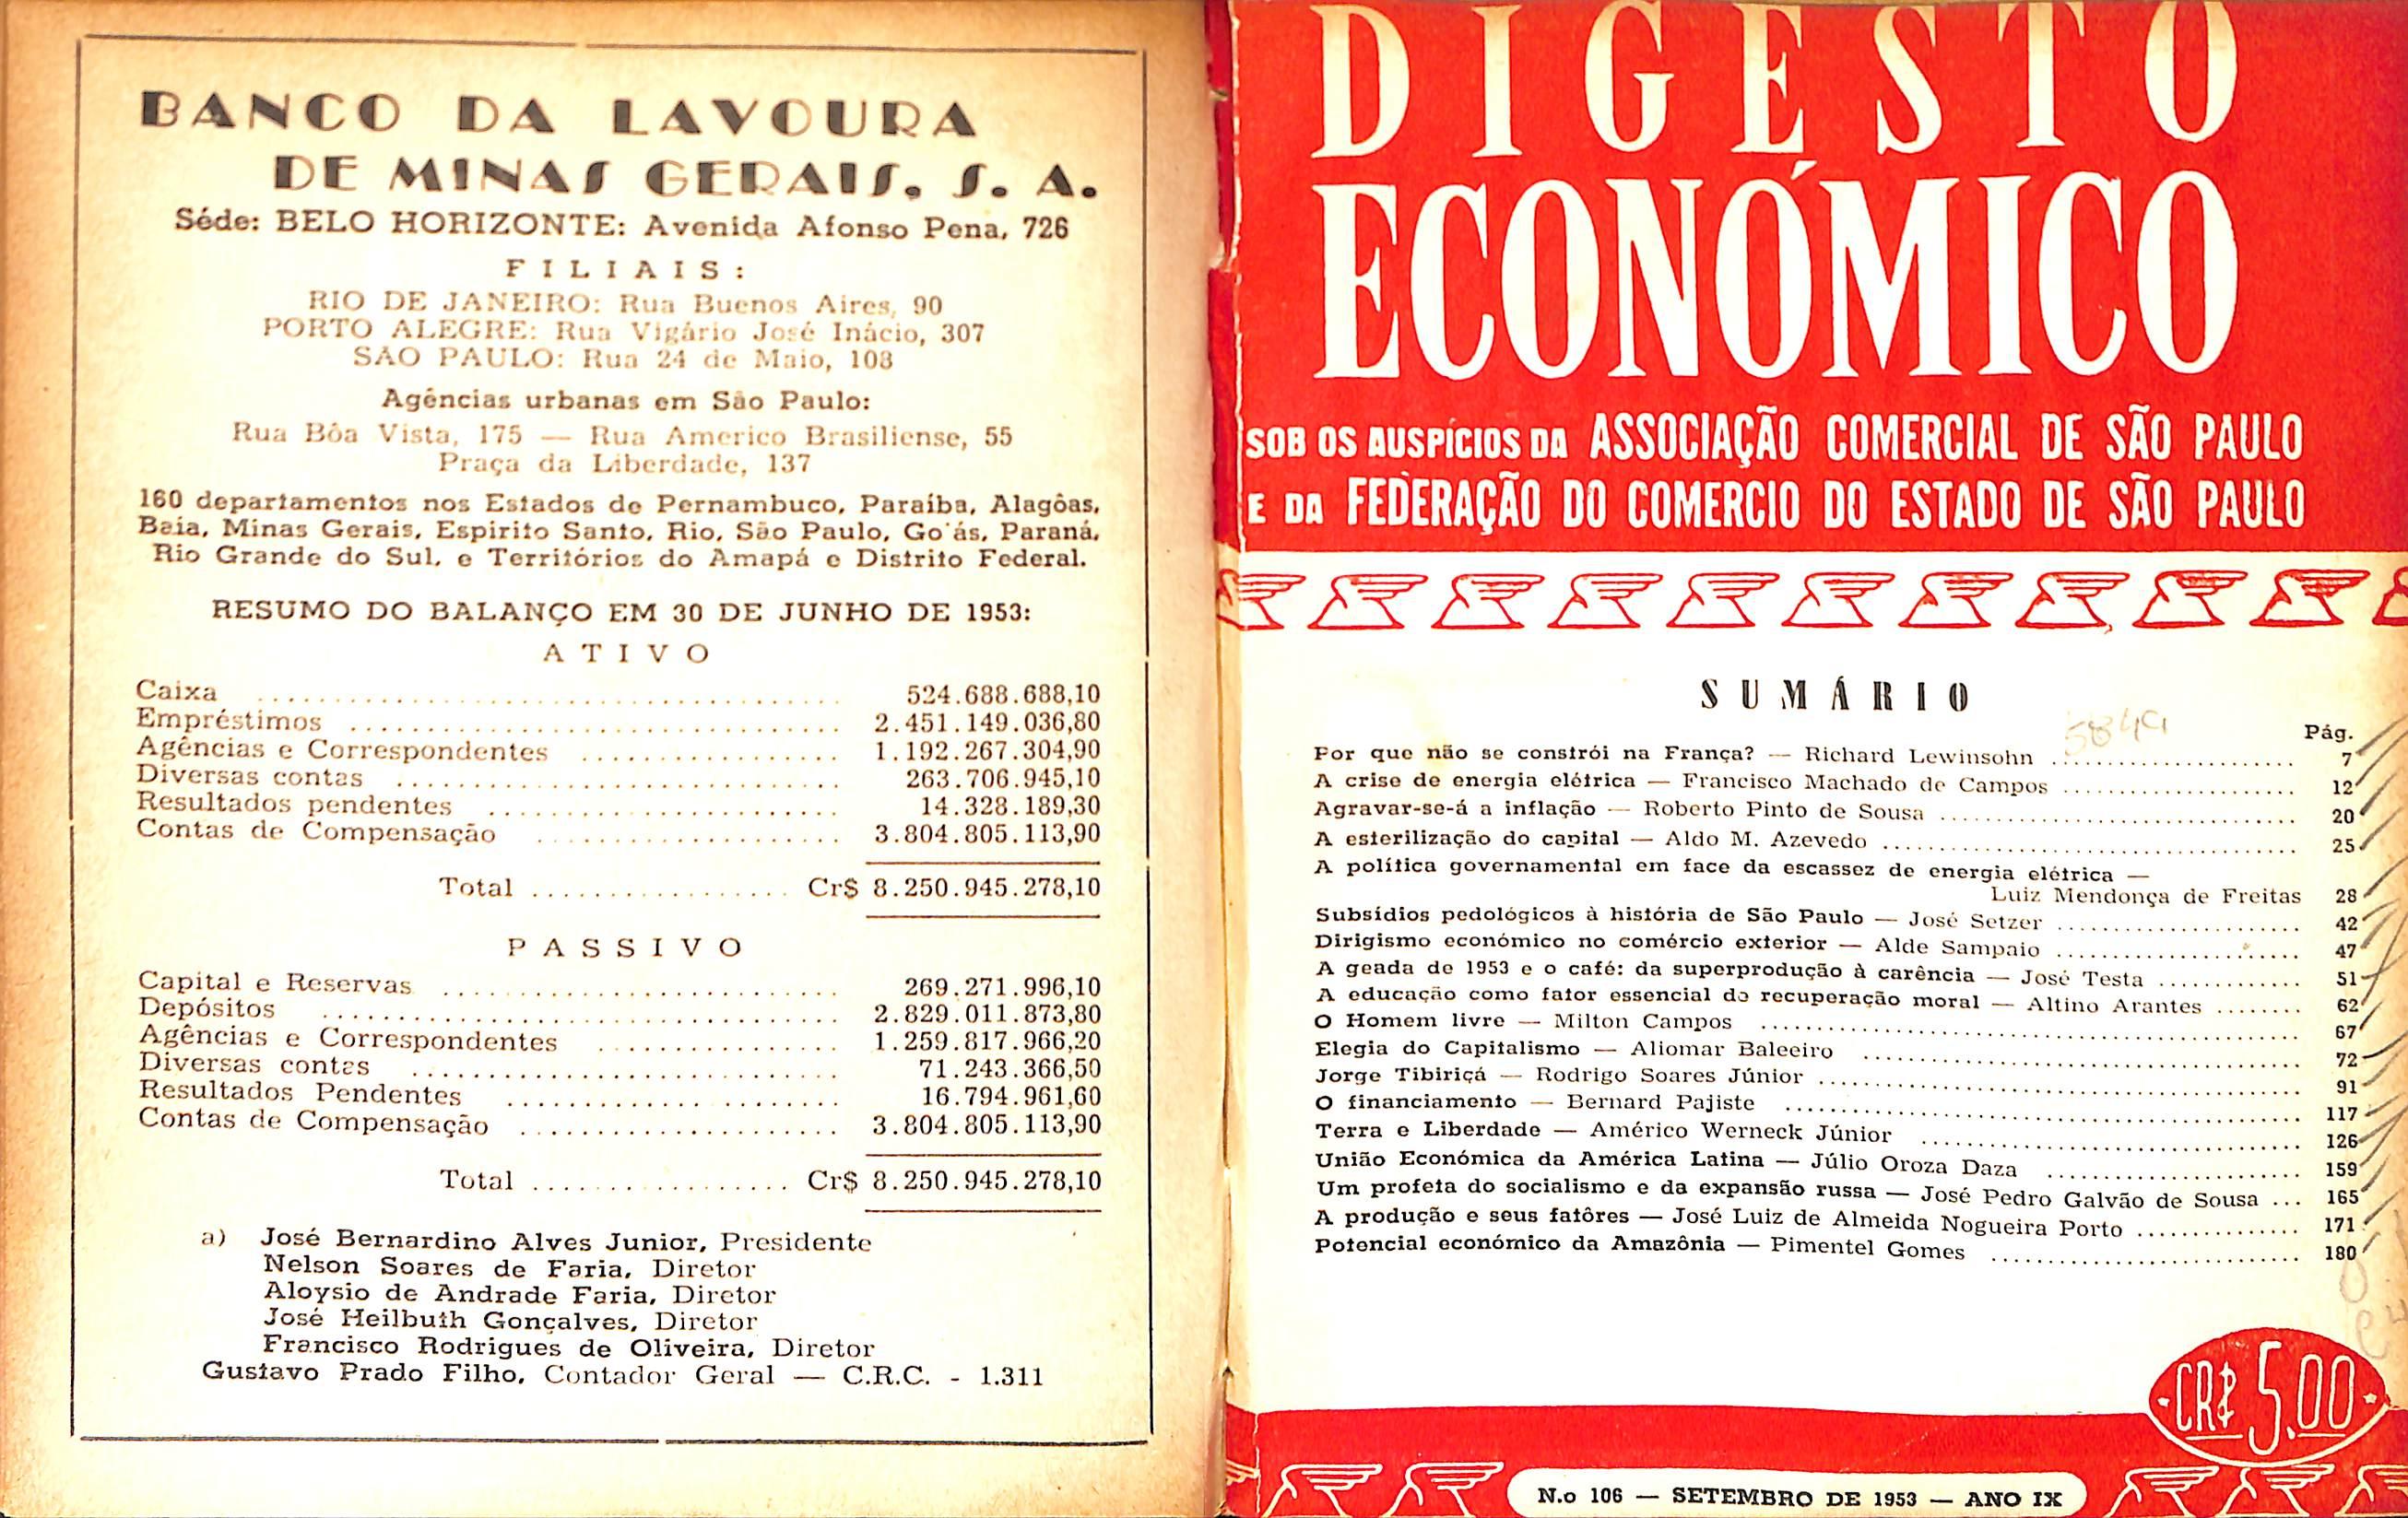 BANCO DA LAVOURA
DE MINAS GERAIS, S. A.
Séde: BELO HORIZONTE: Avenida Afonso Pena, 726
FILIAIS:
RIO DE JANEIRO: Rua Buenos Aires, 90
PORTO ALEGRE: Rua Vigário José Inácio, 307
SÃO PAULO: Rua 24 de Maio, 108
Agências urbanas em São Paulo:
Rua Bôa Vista, 175 — Rua Americo Brasiliense, 55
Praça da Liberdade, 137
160 departamentos nos Estados de Pernambuco, Paraíba, Alagôas,
Baia, Minas Gerais, Espirito Santo, Rio, São Paulo, Go'ás, Paraná,
Rio Grande do Sul, e Territórios do Amapá e Distrito Federal.
RESUMO DO BALANÇO EM 30 DE JUNHO DE 1953:
ATIVO
Caixa .................... 524.688.688,10
Empréstimos .................... 2.451.149.036,80
Agências e Correspondentes .................... 1.192.267.304,90
Diversas contas .................... 263.706.945,10
Resultados pendentes .................... 14.328.189,30
Contas de Compensação .................... 3.804.805.113,90
Total .................... Cr$ 8.250.945.278,10
PASSIVO
Capital e Reservas .................... 269.271.996,10
Depósitos .................... 2.829.011.873,80
Agências e Correspondentes .................... 1.259.817.966,20
Diversas contas .................... 71.243.366,50
Resultados Pendentes .................... 16.794.961,60
Contas de Compensação .................... 3.804.805.113,90
Total .................... Cr$ 8.250.945.278,10
a) José Bernardino Alves Junior, Presidente
Nelson Soares de Faria, Diretor
Aloysio de Andrade Faria, Diretor
José Heilbuth Gonçalves, Diretor
Francisco Rodrigues de Oliveira, Diretor
Gustavo Prado Filho, Contador Geral — C.R.C. - 1.311
DIGESTO
ECONÓMICO
SOB OS AUSPÍCIOS DA ASSOCIAÇÃO COMERCIAL DE SÃO PAULO
E DA FEDERAÇÃO DO COMERCIO DO ESTADO DE SÃO PAULO
SUMÁRIO
5849
Pág.
Por que não se constrói na França? — Richard Lewinsohn .................... 7
A crise de energia elétrica — Francisco Machado de Campos .................... 12
Agravar-se-á a inflação — Roberto Pinto de Sousa .................... 20
A esterilização do capital — Aldo M. Azevedo .................... 25
A política governamental em face da escassez de energia elétrica —
Luiz Mendonça de Freitas 28
Subsídios pedológicos à história de São Paulo — José Setzer .................... 42
Dirigismo económico no comércio exterior — Alde Sampaio .................... 47
A geada de 1953 e o café: da superprodução à carência — José Testa .................... 51
A educação como fator essencial da recuperação moral — Altino Arantes ........ 62
O Homem livre — Milton Campos .................... 67
Elegia do Capitalismo — Aliomar Baleeiro .................... 72
Jorge Tibiriçá — Rodrigo Soares Júnior .................... 91
O financiamento — Bernard Pajiste .................... 117
Terra e Liberdade — Américo Werneck Júnior .................... 126
União Económica da América Latina — Júlio Oroza Daza .................... 159
Um profeta do socialismo e da expansão russa — José Pedro Galvão de Sousa ... 165
A produção e seus fatôres — José Luiz de Almeida Nogueira Porto .................... 171
Potencial económico da Amazônia — Pimentel Gomes .................... 180
CR$ 5,00
N.o 106 — SETEMBRO DE 1953 — ANO IX